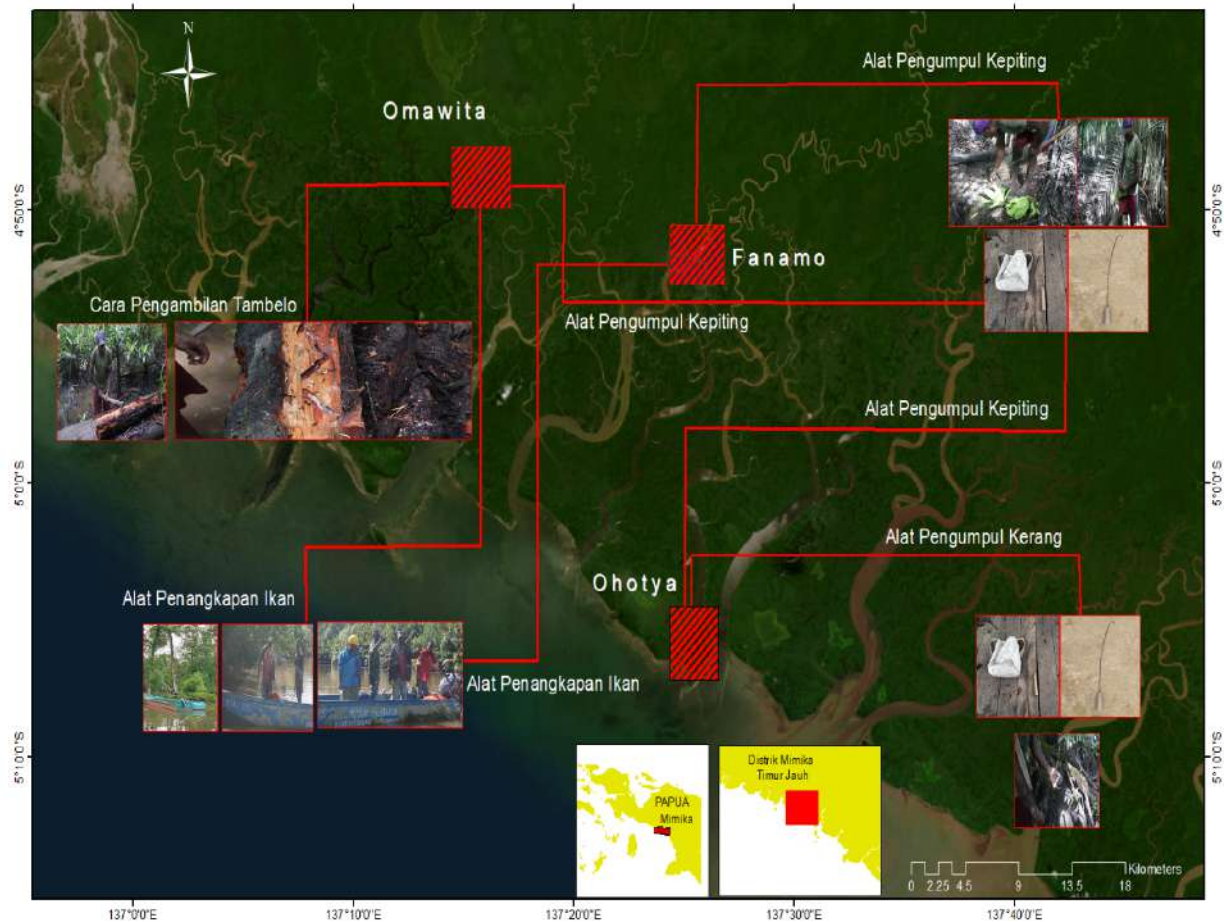 N
Alat Pengumpul Kepiting
Omawita
Fanamo
Cara Pengambilan Tambelo
Alat Pengumpul Kepiting
Alat Pengumpul Kepiting
Alat Pengumpul Kerang
Ohotya
Alat Penangkapan Ikan
Alat Penangkapan Ikan
Distrik Mimika
Timur Jauh
PAPUA
Mimika
Kilometers
0 2.25 4.5 9 13.5 18
4°50'0"S
5°0'0"S
5°10'0"S
4°50'0"S
5°0'0"S
5°10'0"S
137°0'0"E 137°10'0"E 137°20'0"E 137°30'0"E 137°40'0"E